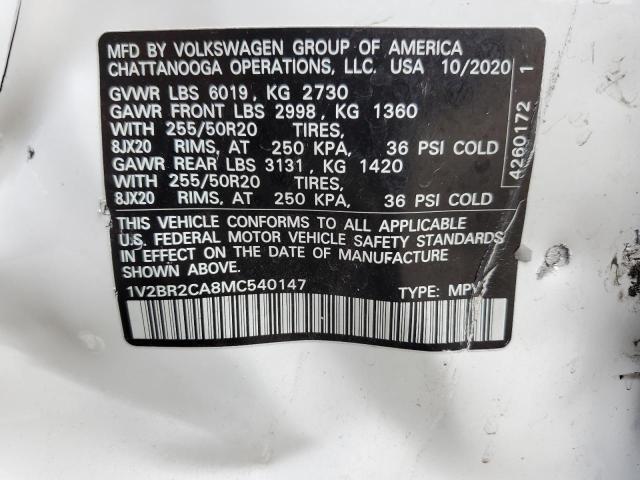 MFD BY VOLKSWAGEN GROUP OF AMERICA
CHATTANOOGA OPERATIONS, LLC. USA 10/2020
GVWR LBS 6019, KG 2730
GAWR FRONT LBS 2998, KG 1360
WITH 255/50R20 TIRES,
8JX20 RIMS, AT 250 KPA, 36 PSI COLD
GAWR REAR LBS 3131, KG 1420
WITH 255/50R20 TIRES,
8JX20 RIMS, AT 250 KPA, 36 PSI COLD
THIS VEHICLE CONFORMS TO ALL APPLICABLE
U.S. FEDERAL MOTOR VEHICLE SAFETY STANDARDS
IN EFFECT ON THE DATE OF MANUFACTURE
SHOWN ABOVE.
1V2BR2CA8MC540147 TYPE: MPV
4260172 1